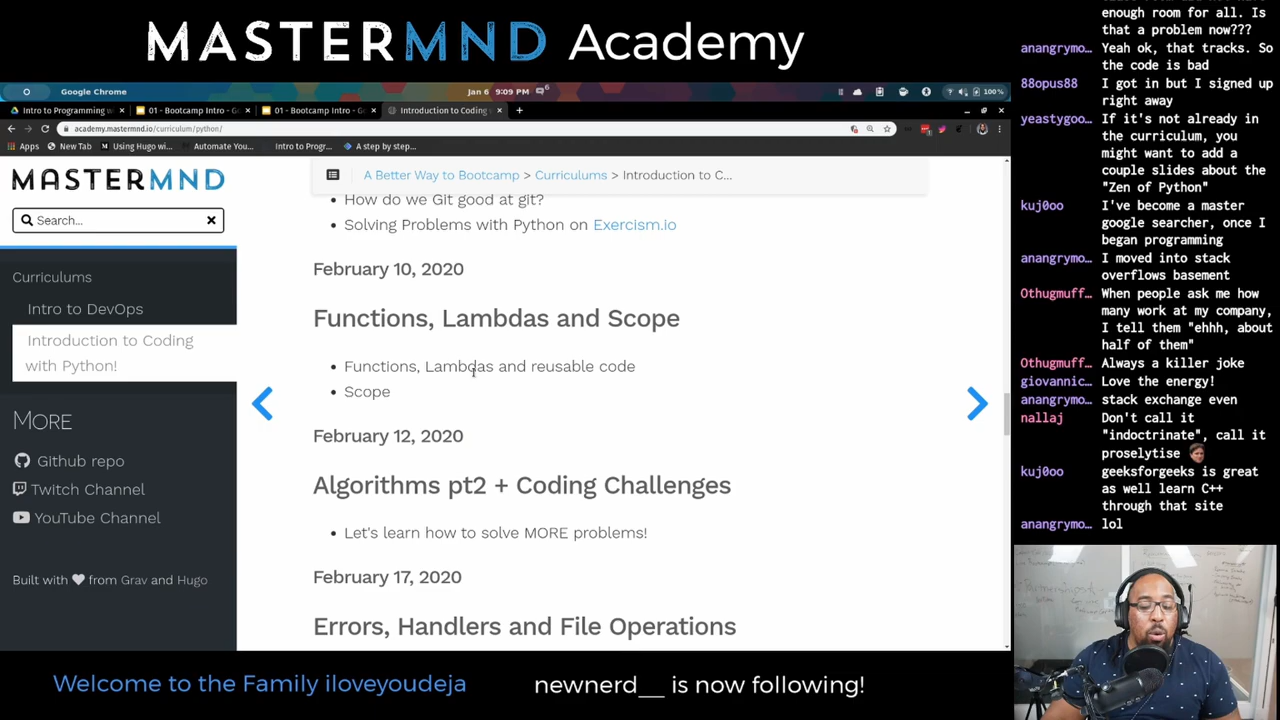 MASTERMND Academy
Google Chrome
Jan 6 9:09 PM
100%
Intro to Programming w
01 - Bootcamp Intro - G
01 - Bootcamp Intro - Go
Introduction to Coding
academy.mastermnd.io/curriculum/python/
Apps
New Tab
Using Hugo wi...
Automate You...
Intro to Progr...
A step by step...
MASTERMND
Search...
Curriculums
Intro to DevOps
Introduction to Coding
with Python!
MORE
Github repo
Twitch Channel
YouTube Channel
Built with from Grav and Hugo
A Better Way to Bootcamp > Curriculums > Introduction to C...
• How do we Git good at git?
• Solving Problems with Python on Exercism.io
February 10, 2020
Functions, Lambdas and Scope
• Functions, Lambdas and reusable code
• Scope
February 12, 2020
Algorithms pt2 + Coding Challenges
• Let's learn how to solve MORE problems!
February 17, 2020
Errors, Handlers and File Operations
enough room for all. Is
that a problem now???
anangrymo… Yeah ok, that tracks. So
the code is bad
88opus88 I got in but I signed up
right away
yeastygoo… If it's not already in
the curriculum, you
might want to add a
couple slides about the
"Zen of Python"
kuj0oo I've become a master
google searcher, once I
began programming
anangrymo… I moved into stack
overflows basement
Othugmuff… When people ask me how
many work at my company,
I tell them "ehhh, about
half of them"
Othugmuff… Always a killer joke
giovannic… Love the energy!
anangrymo… stack exchange even
nallaj Don't call it
"indoctrinate", call it
proselytise
kuj0oo geeksforgeeks is great
as well learn C++
through that site
anangrymo… lol
Welcome to the Family iloveyoudeja
newnerd__ is now following!